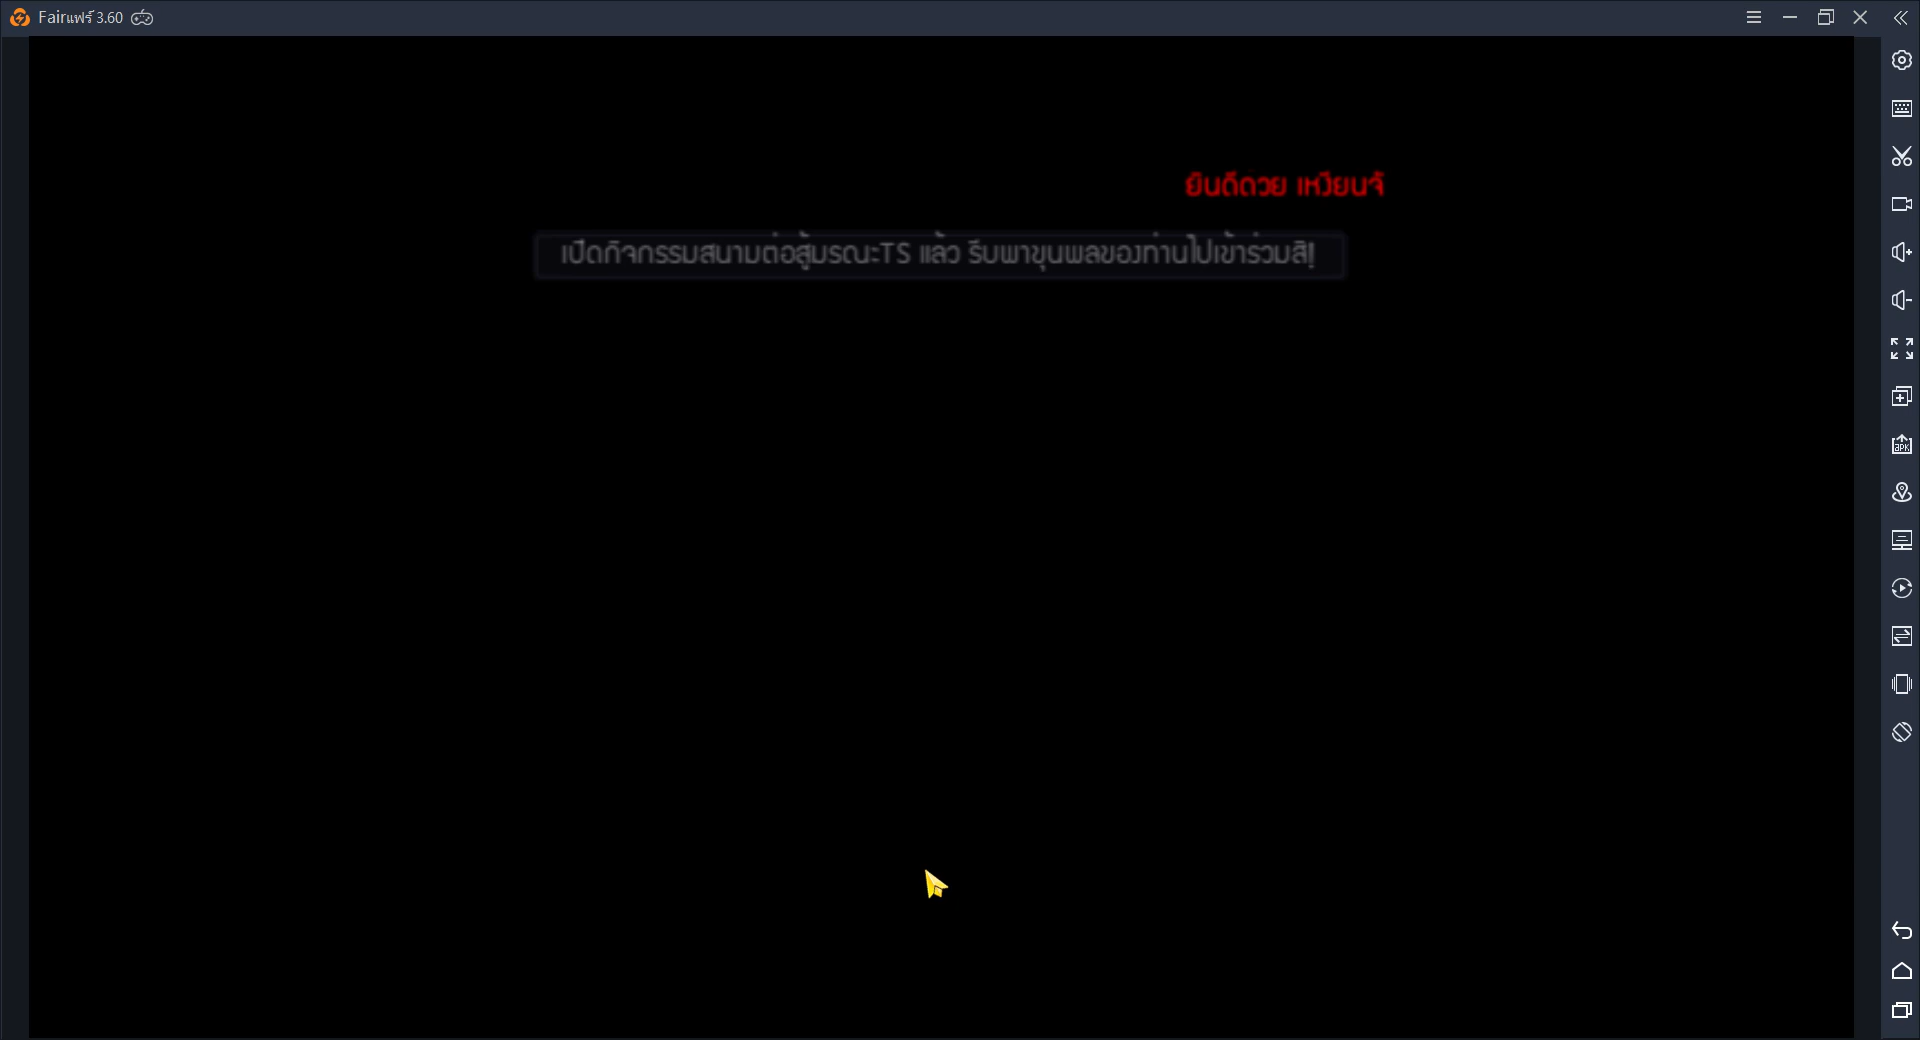 Fairแฟร์ 3.60
ยินดีด้วย เหวียนจั
เปิดกิจกรรมสนามต่อสู้มรณะTS แล้ว รีบพาขุนพลของท่านไปเข้าร่วมสิ!